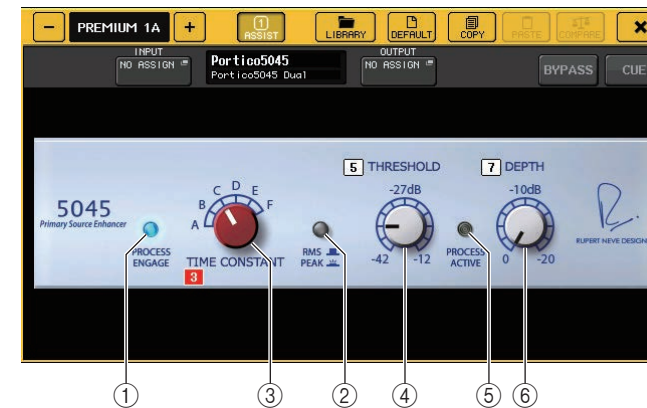 PREMIUM 1A
1
ASSIST
LIBRARY
DEFAULT
COPY
PASTE
COMPARE
INPUT
NO ASSIGN
Portico5045
Portico5045 Dual
OUTPUT
NO ASSIGN
BYPASS
CUE
5 THRESHOLD
7 DEPTH
-27dB
-10dB
5045
Primary Source Enhancer
A B C D E F
PROCESS
ENGAGE
TIME CONSTANT
3
RMS
PEAK
-42 -12
PROCESS
ACTIVE
0 -20
RUPERT NEVE DESIGN
① ③ ② ④ ⑤ ⑥